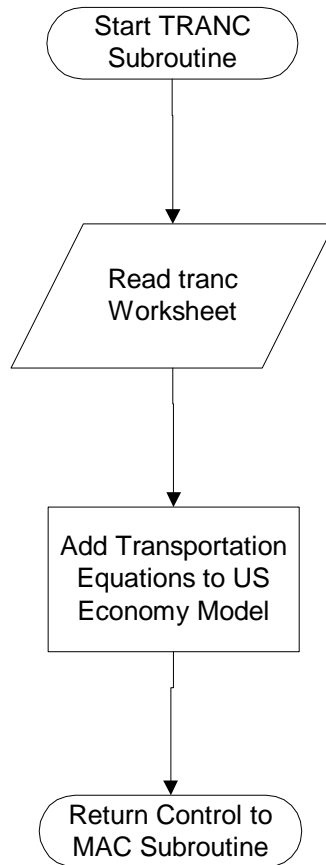 Start TRANC
Subroutine
Read tranc
Worksheet
Add Transportation
Equations to US
Economy Model
Return Control to
MAC Subroutine